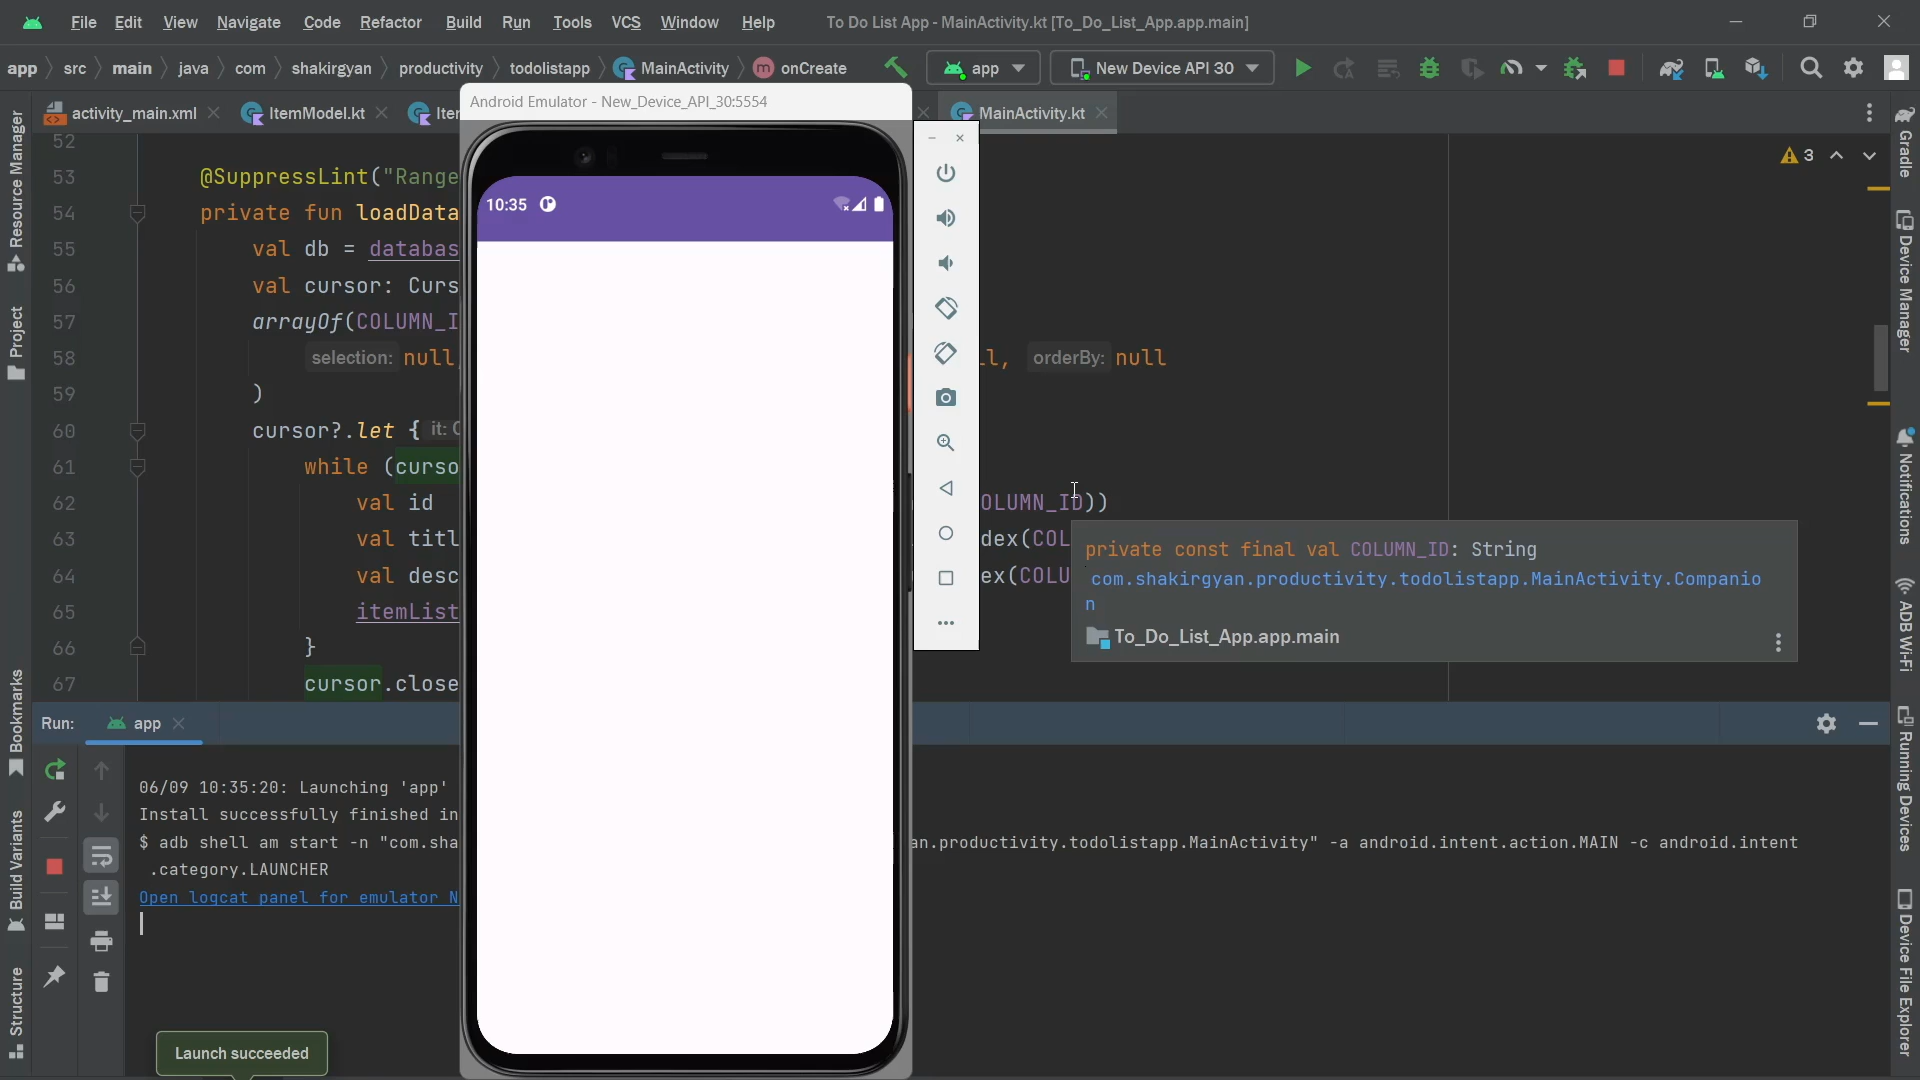 File Edit View Navigate Code Refactor Build Run Tools VCS Window Help To Do List App - MainActivity.kt [To_Do_List_App.app.main]
app src main java com shakirgyan productivity todolistapp MainActivity onCreate app New Device API 30
activity_main.xml ItemModel.kt Iter MainActivity.kt
Android Emulator - New_Device_API_30:5554
10:35
52
53 @SuppressLint("Range
54 private fun loadData
55 val db = databas
56 val cursor: Curs
57 arrayOf(COLUMN_I
58 selection: null, ll, orderBy: null
59 )
60 cursor?.let { it: C
61 while (curso
62 val id OLUMN_ID))
63 val titl dex(COL
64 val desc ex(COLU
65 itemList
66 }
67 cursor.close
3
private const final val COLUMN_ID: String
com.shakirgyan.productivity.todolistapp.MainActivity.Companio
n
To_Do_List_App.app.main
Run: app
06/09 10:35:20: Launching 'app'
Install successfully finished in
$ adb shell am start -n "com.sha an.productivity.todolistapp.MainActivity" -a android.intent.action.MAIN -c android.intent
.category.LAUNCHER
Open logcat panel for emulator N
Launch succeeded
Resource Manager
Project
Bookmarks
Build Variants
Structure
Gradle
Device Manager
Notifications
ADB Wi-Fi
Running Devices
Device File Explorer